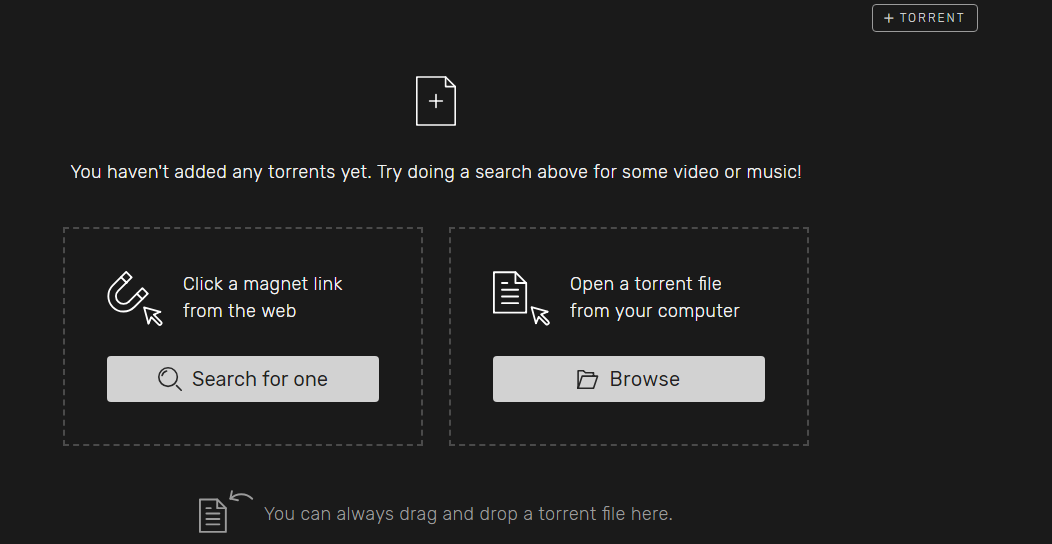 + TORRENT
You haven't added any torrents yet. Try doing a search above for some video or music!
Click a magnet link
from the web
Search for one
Open a torrent file
from your computer
Browse
You can always drag and drop a torrent file here.